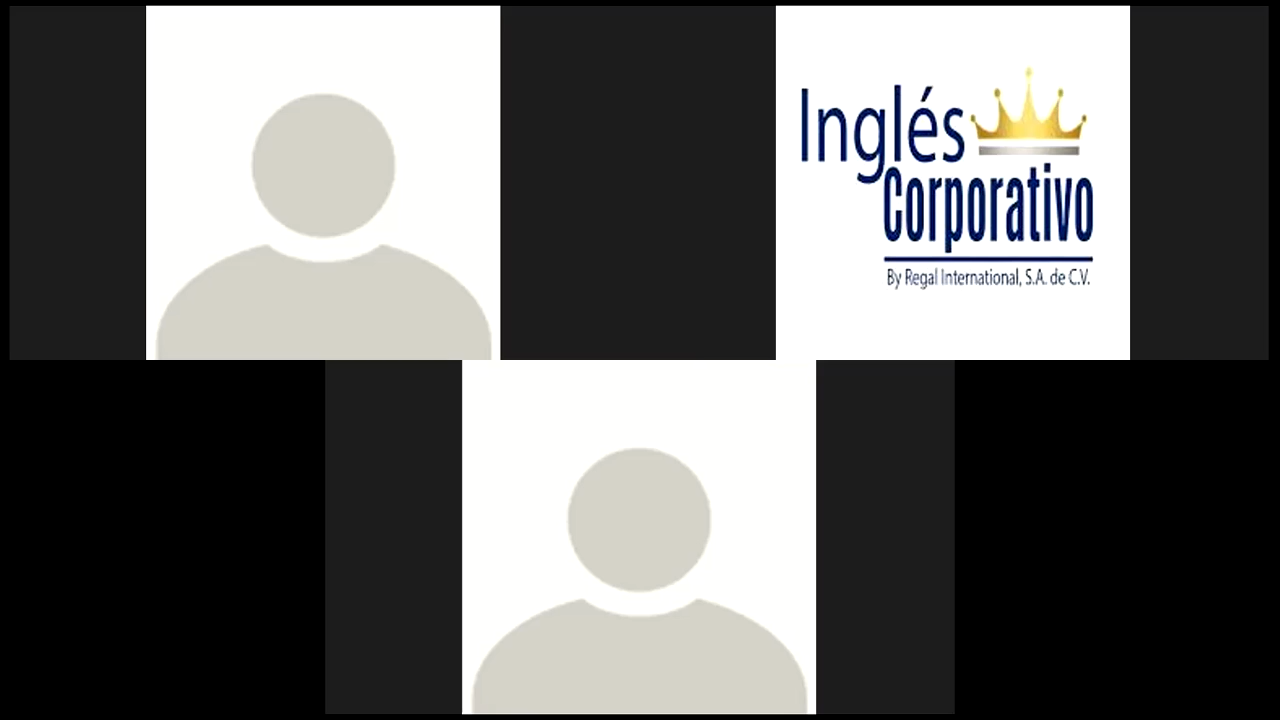 Inglés
Corporativo
By Regal International, S.A. de C.V.